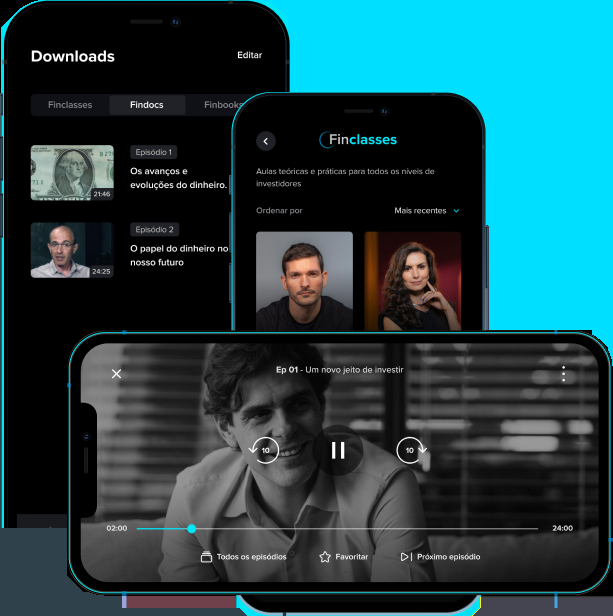 Downloads
Editar
Finclasses
Findocs
Finbooks
Episódio 1
Os avanços e
evoluções do dinheiro.
21:46
Episódio 2
O papel do dinheiro no
nosso futuro
24:25
Finclasses
Aulas teóricas e práticas para todos os níveis de
investidores
Ordenar por
Mais recentes
Ep 01 - Um novo jeito de investir
10
10
02:00
24:00
Todos os episódios
Favoritar
Próximo episódio